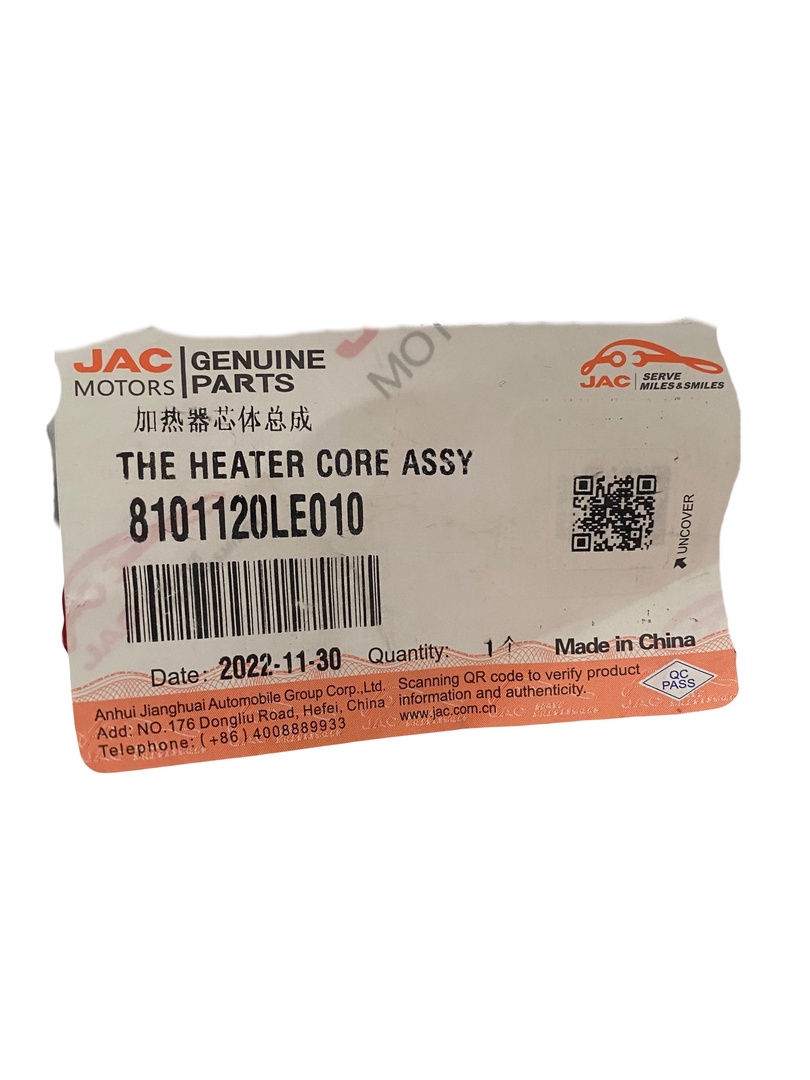 JAC MOTORS
GENUINE PARTS
JAC
SERVE
MILES&SMILES
加热器芯体总成
THE HEATER CORE ASSY
8101120LE010
UNCOVER
Date: 2022-11-30
Quantity: 1个
Made in China
Anhui Jianghuai Automobile Group Corp.,Ltd.
Add: NO.176 Dongliu Road, Hefei, China
Telephone: (+86) 4008889933
Scanning QR code to verify product
information and authenticity.
www.jac.com.cn
QC
PASS